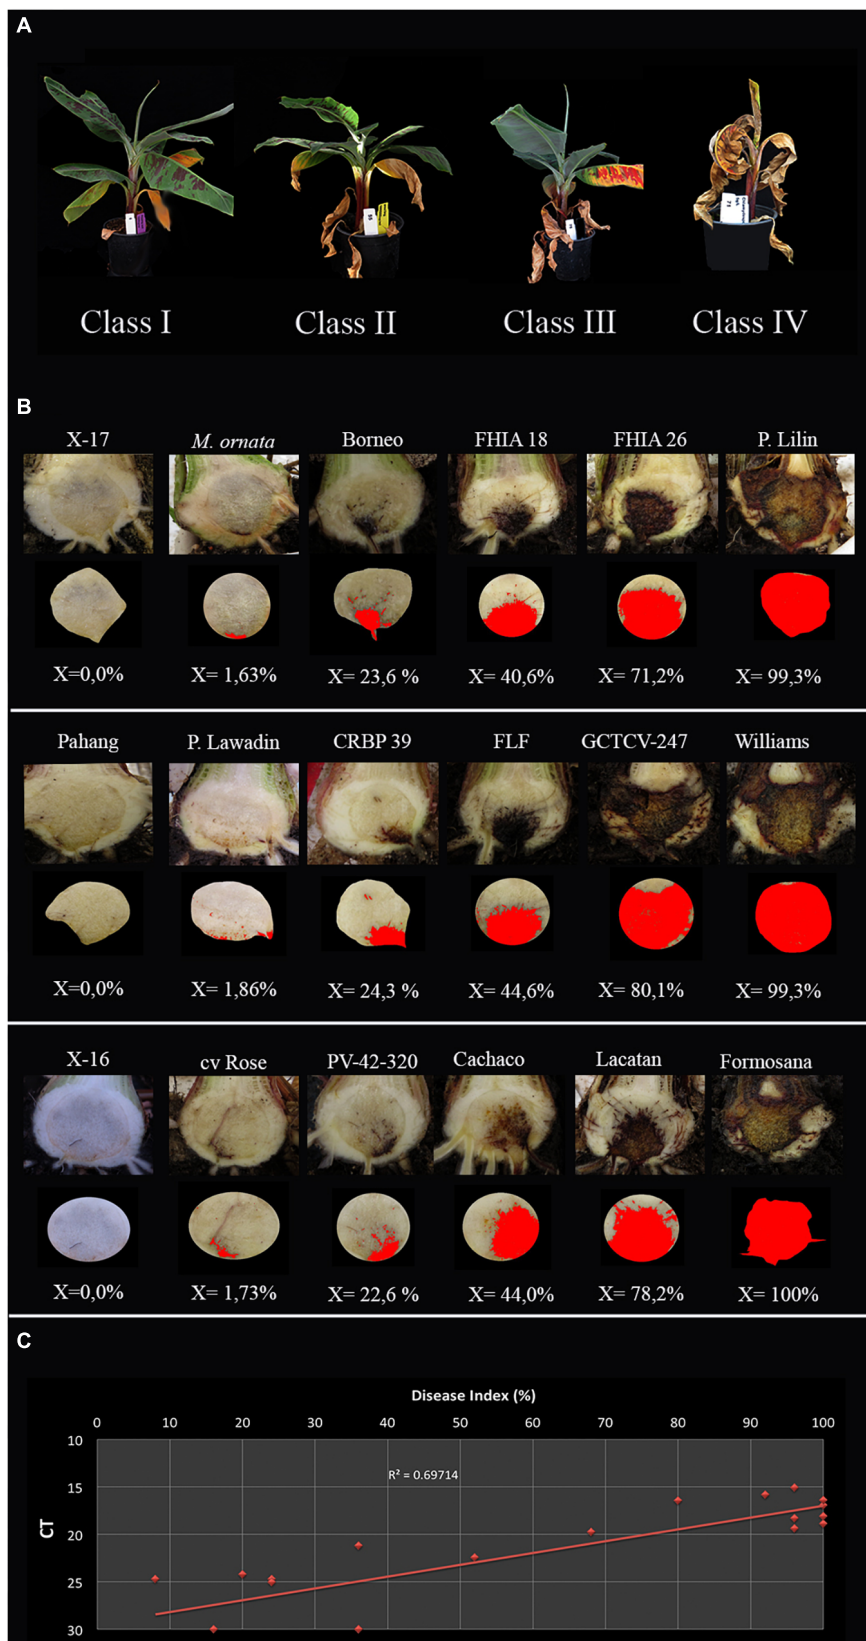 A
Class I Class II Class III Class IV
B
X-17 M. ornata Borneo FHIA 18 FHIA 26 P. Lilin
X=0,0% X= 1,63% X= 23,6 % X= 40,6% X= 71,2% X= 99,3%
Pahang P. Lawadin CRBP 39 FLF GCTCV-247 Williams
X=0,0% X= 1,86% X= 24,3 % X= 44,6% X= 80,1% X= 99,3%
X-16 cv Rose PV-42-320 Cachaco Lacatan Formosana
X=0,0% X= 1,73% X= 22,6 % X= 44,0% X= 78,2% X= 100%
C
Disease Index (%)
0 10 20 30 40 50 60 70 80 90 100
10
R² = 0.69714
15
CT
20
25
30